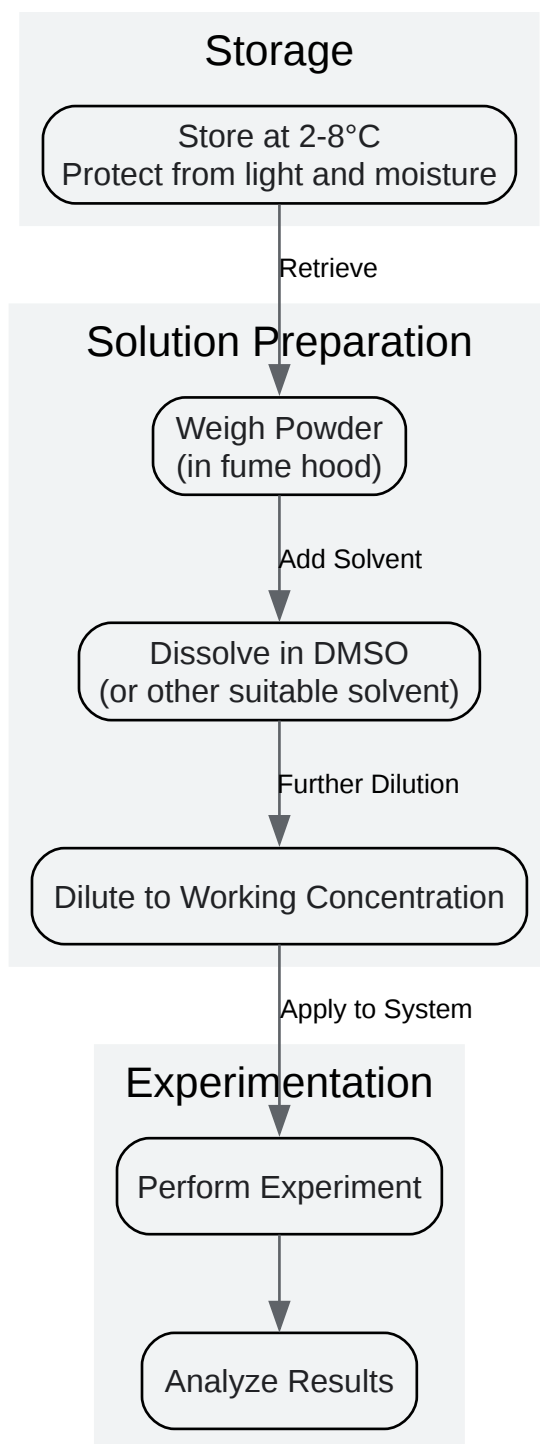 Storage
Store at 2-8°C
Protect from light and moisture
Retrieve
Solution Preparation
Weigh Powder
(in fume hood)
Add Solvent
Dissolve in DMSO
(or other suitable solvent)
Further Dilution
Dilute to Working Concentration
Apply to System
Experimentation
Perform Experiment
Analyze Results